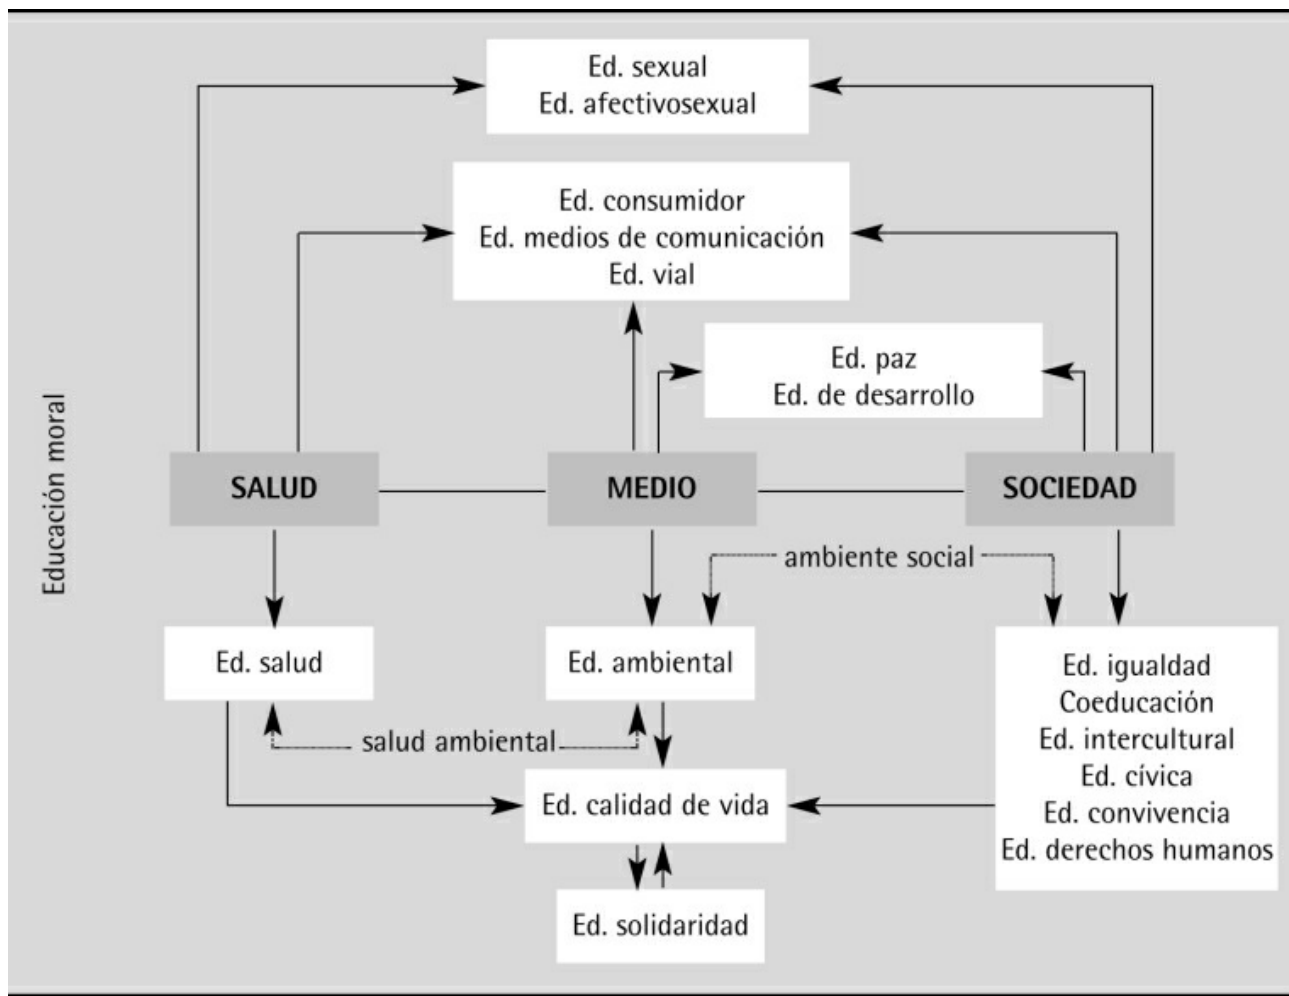 Ed. sexual
Ed. afectivosexual
Ed. consumidor
Ed. medios de comunicación
Ed. vial
Ed. paz
Ed. de desarrollo
Educación moral
SALUD
MEDIO
SOCIEDAD
ambiente social
Ed. salud
Ed. ambiental
Ed. igualdad
Coeducación
Ed. intercultural
Ed. cívica
Ed. convivencia
Ed. derechos humanos
salud ambiental
Ed. calidad de vida
Ed. solidaridad